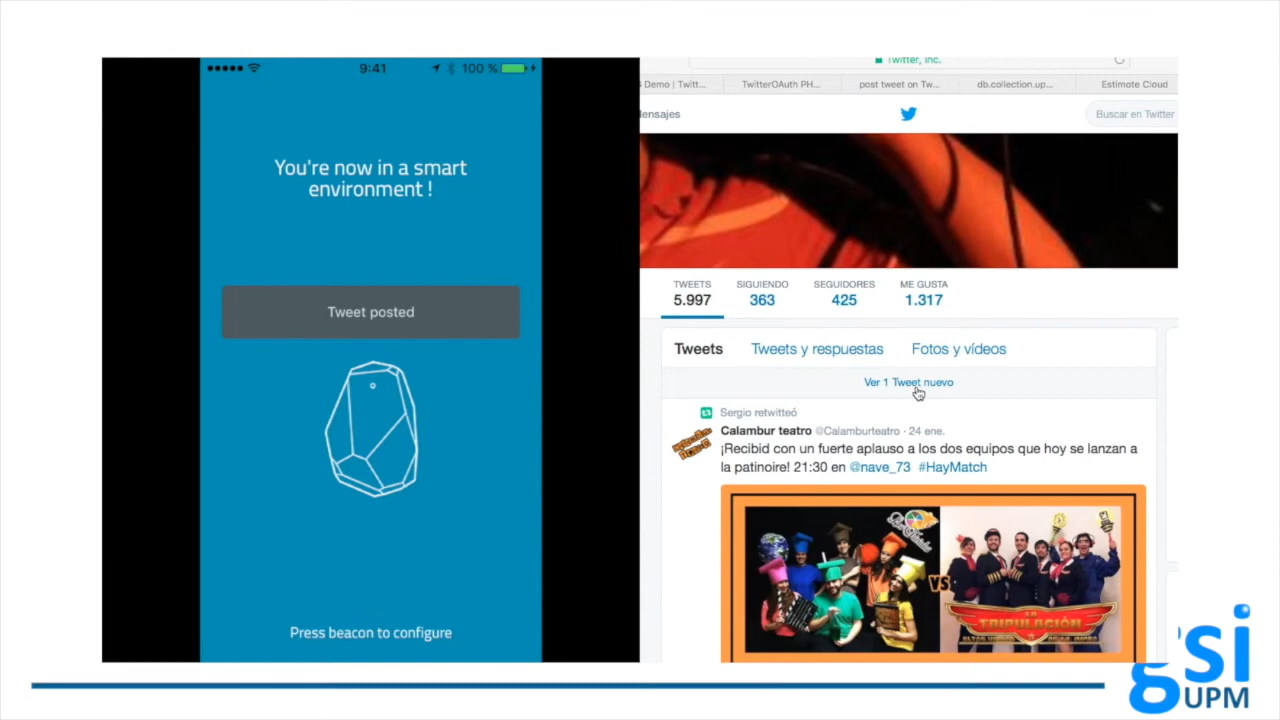 9:41
100 %
You're now in a smart
environment !
Tweet posted
Press beacon to configure
Twitter, Inc.
Demo | Twitt...
TwitterOAuth PH...
post tweet on Tw...
db.collection.up...
Estimote Cloud
Mensajes
Buscar en Twitter
TWEETS
5.997
SIGUIENDO
363
SEGUIDORES
425
ME GUSTA
1.317
Tweets
Tweets y respuestas
Fotos y vídeos
Ver 1 Tweet nuevo
Sergio retwitteó
Calambur teatro @Calamburteatro · 24 ene.
¡Recibid con un fuerte aplauso a los dos equipos que hoy se lanzan a
la patinoire! 21:30 en @nave_73 #HayMatch
VS
LA
TRIPULACIÓN
gsi
UPM